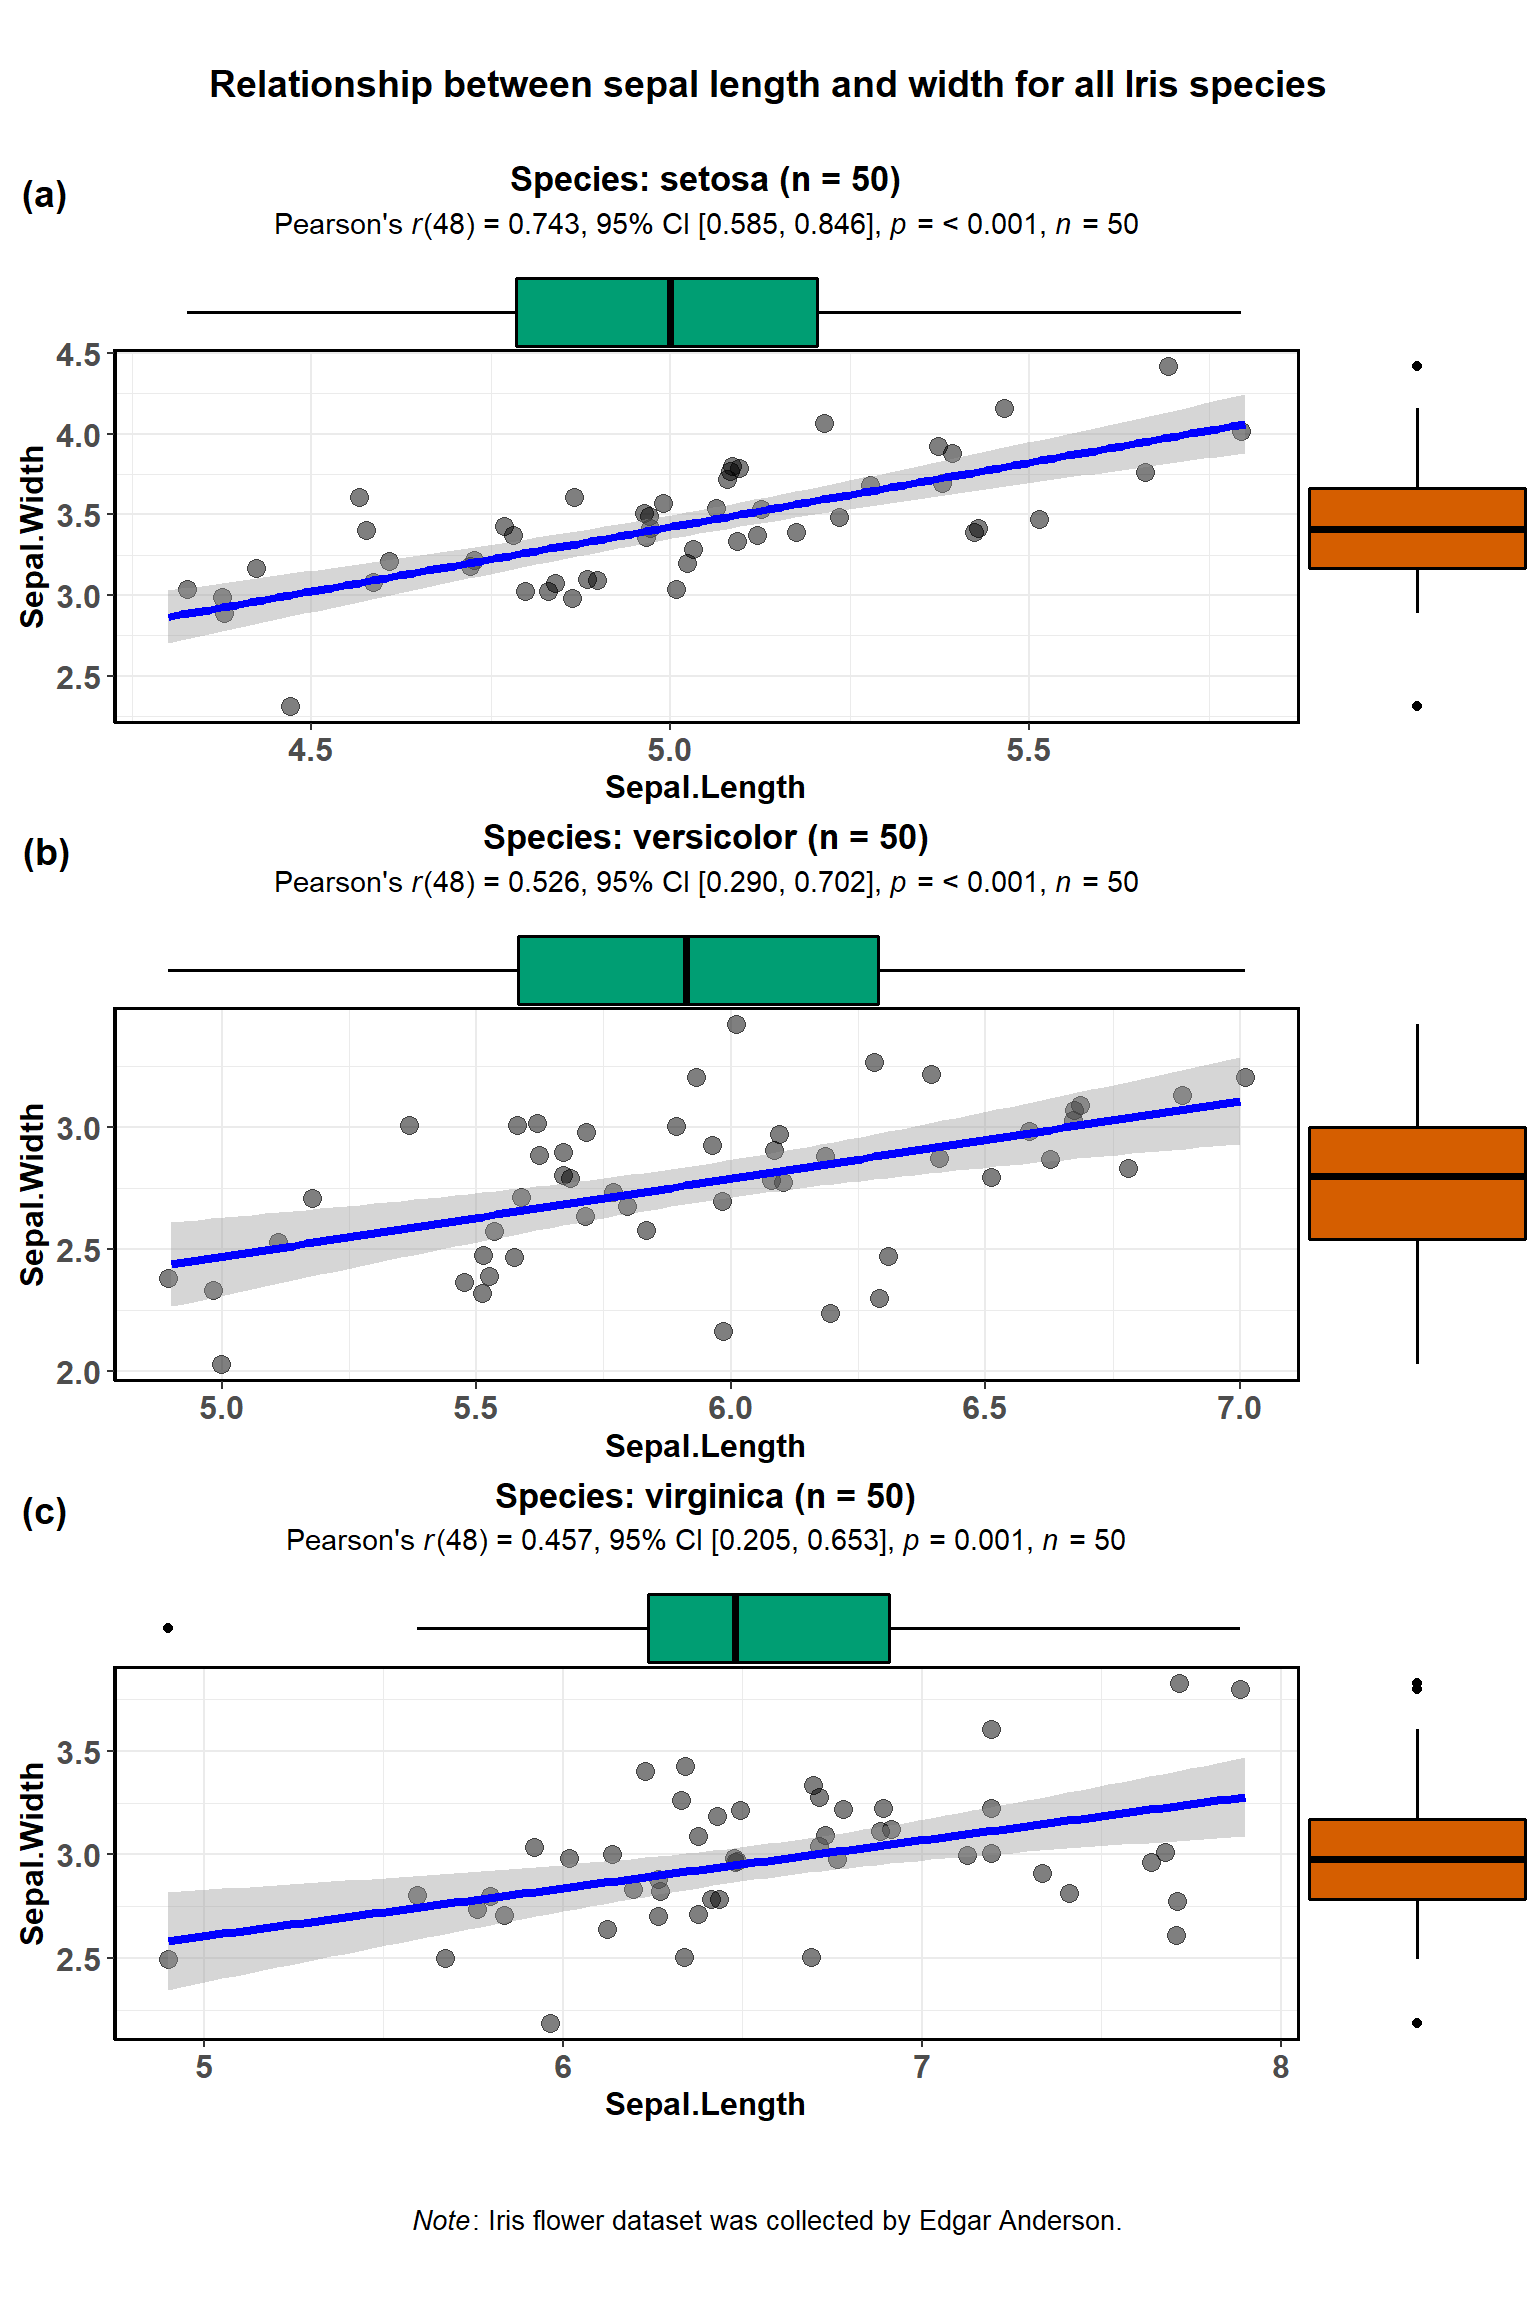 Relationship between sepal length and width for all Iris species
(a)
Species: setosa (n = 50)
Pearson's r(48) = 0.743, 95% CI [0.585, 0.846], p = < 0.001, n = 50
Sepal.Width
4.5
4.0
3.5
3.0
2.5
4.5 5.0 5.5
Sepal.Length
(b)
Species: versicolor (n = 50)
Pearson's r(48) = 0.526, 95% CI [0.290, 0.702], p = < 0.001, n = 50
Sepal.Width
3.0
2.5
2.0
5.0 5.5 6.0 6.5 7.0
Sepal.Length
(c)
Species: virginica (n = 50)
Pearson's r(48) = 0.457, 95% CI [0.205, 0.653], p = 0.001, n = 50
Sepal.Width
3.5
3.0
2.5
5 6 7 8
Sepal.Length
Note: Iris flower dataset was collected by Edgar Anderson.